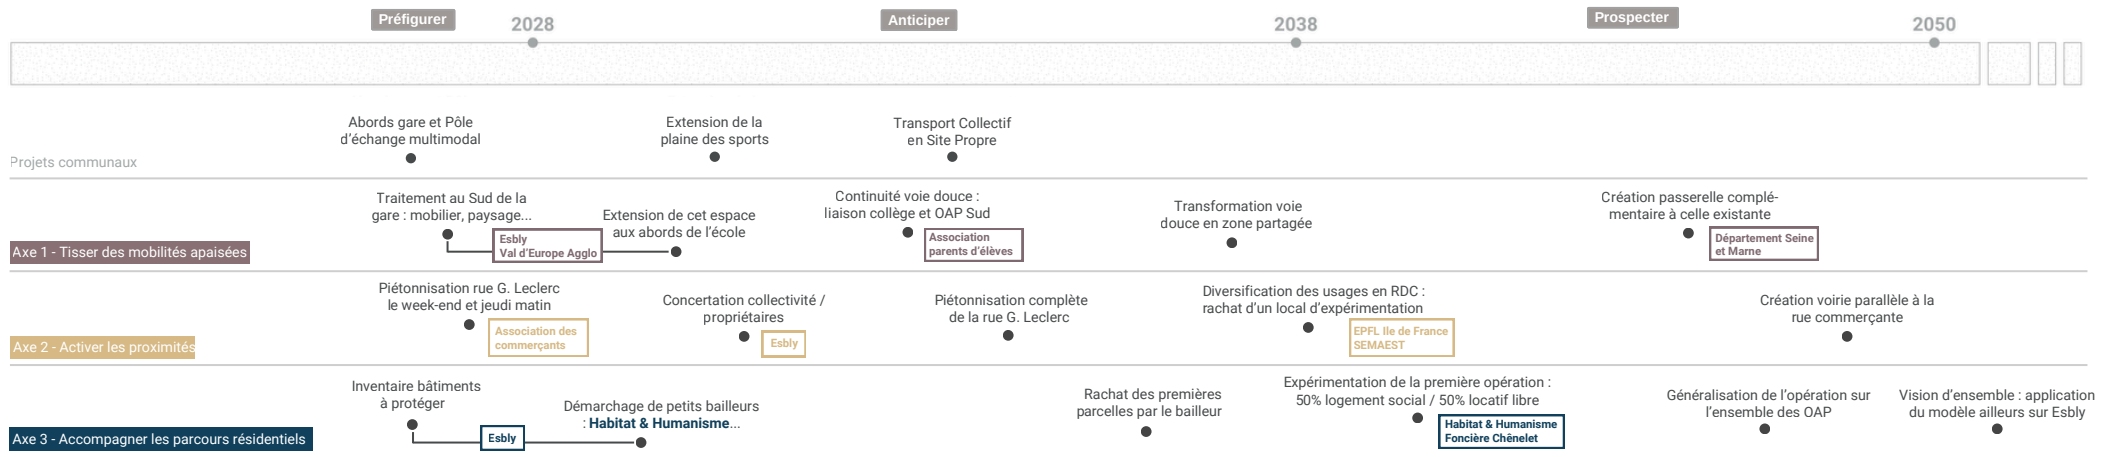 Préfigurer
2028
Anticiper
2038
Prospecter
2050
Projets communaux
Abords gare et Pôle
d'échange multimodal
Extension de la
plaine des sports
Transport Collectif
en Site Propre
Axe 1 - Tisser des mobilités apaisées
Traitement au Sud de la
gare : mobilier, paysage...
Esbly
Val d'Europe Agglo
Extension de cet espace
aux abords de l'école
Continuité voie douce :
liaison collège et OAP Sud
Association
parents d'élèves
Transformation voie
douce en zone partagée
Création passerelle complé-
mentaire à celle existante
Département Seine
et Marne
Axe 2 - Activer les proximités
Piétonnisation rue G. Leclerc
le week-end et jeudi matin
Association des
commerçants
Concertation collectivité /
propriétaires
Esbly
Piétonnisation complète
de la rue G. Leclerc
Diversification des usages en RDC :
rachat d'un local d'expérimentation
EPFL Ile de France
SEMAEST
Création voirie parallèle à la
rue commerçante
Axe 3 - Accompagner les parcours résidentiels
Inventaire bâtiments
à protéger
Esbly
Démarchage de petits bailleurs
: Habitat & Humanisme...
Rachat des premières
parcelles par le bailleur
Expérimentation de la première opération :
50% logement social / 50% locatif libre
Habitat & Humanisme
Foncière Chênelet
Généralisation de l'opération sur
l'ensemble des OAP
Vision d'ensemble : application
du modèle ailleurs sur Esbly